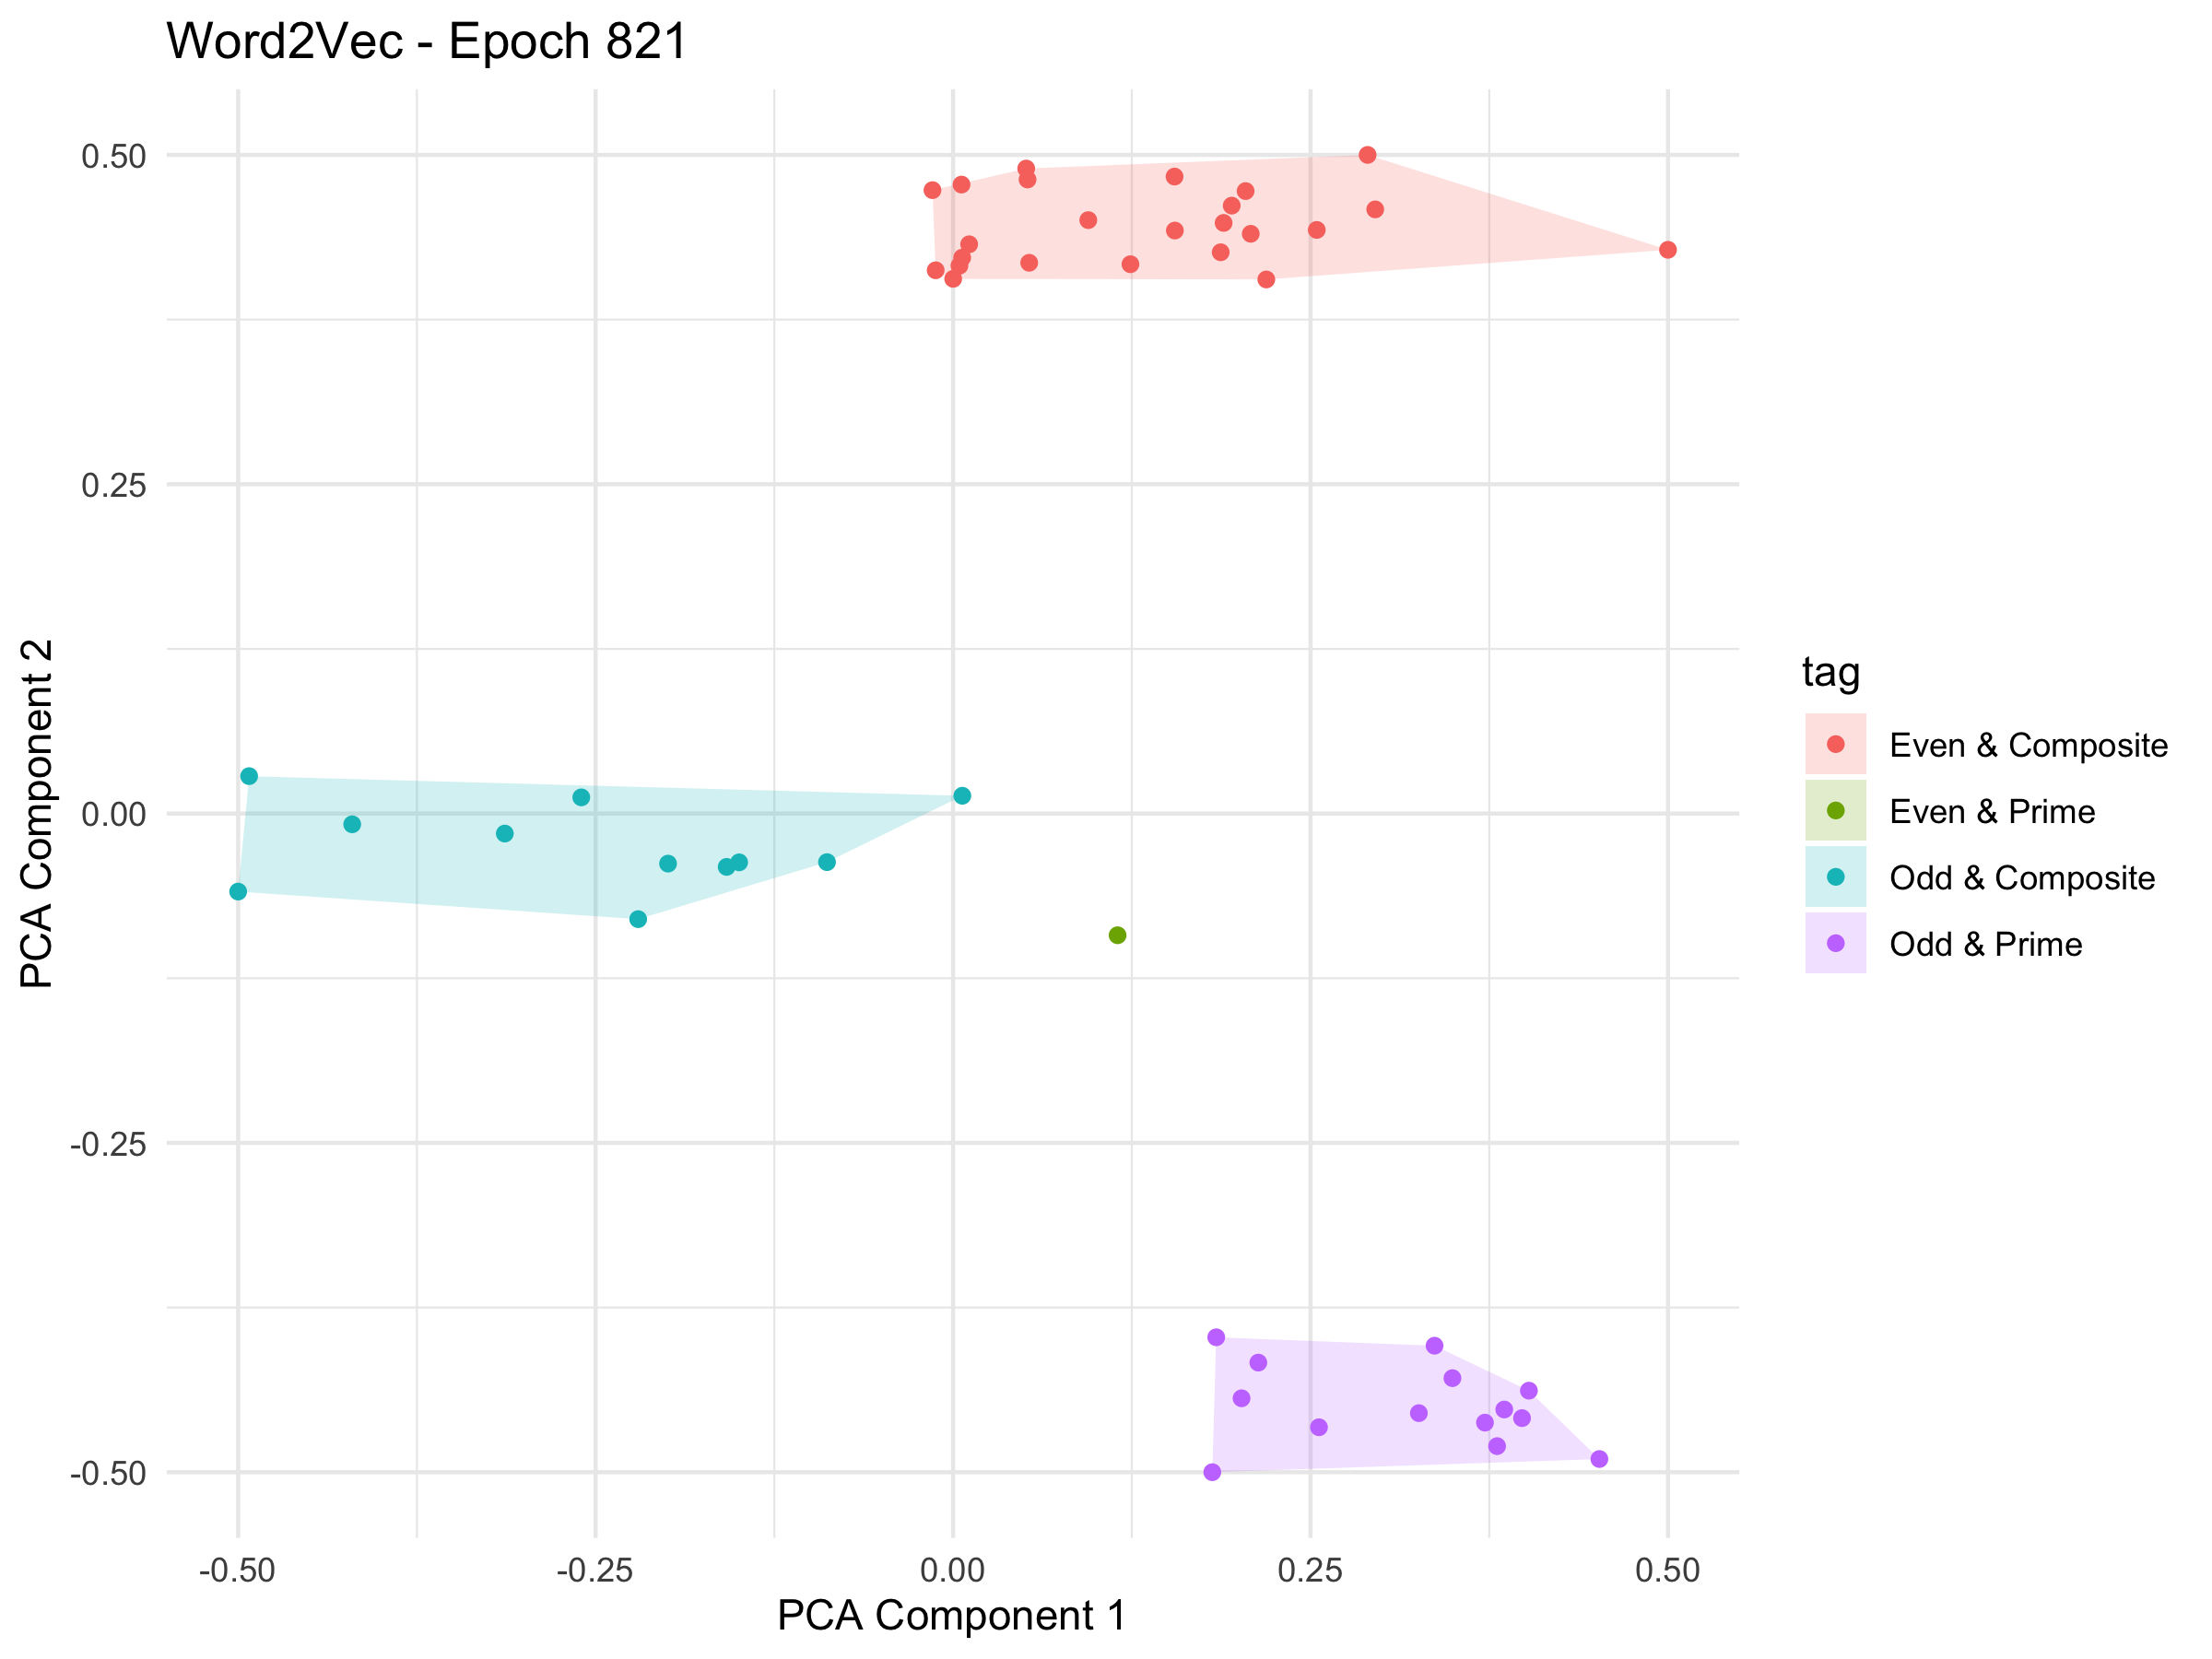 Word2Vec - Epoch 821
0.50
0.25
0.00
-0.25
-0.50
PCA Component 2
-0.50
-0.25
0.00
0.25
0.50
PCA Component 1
tag
Even & Composite
Even & Prime
Odd & Composite
Odd & Prime